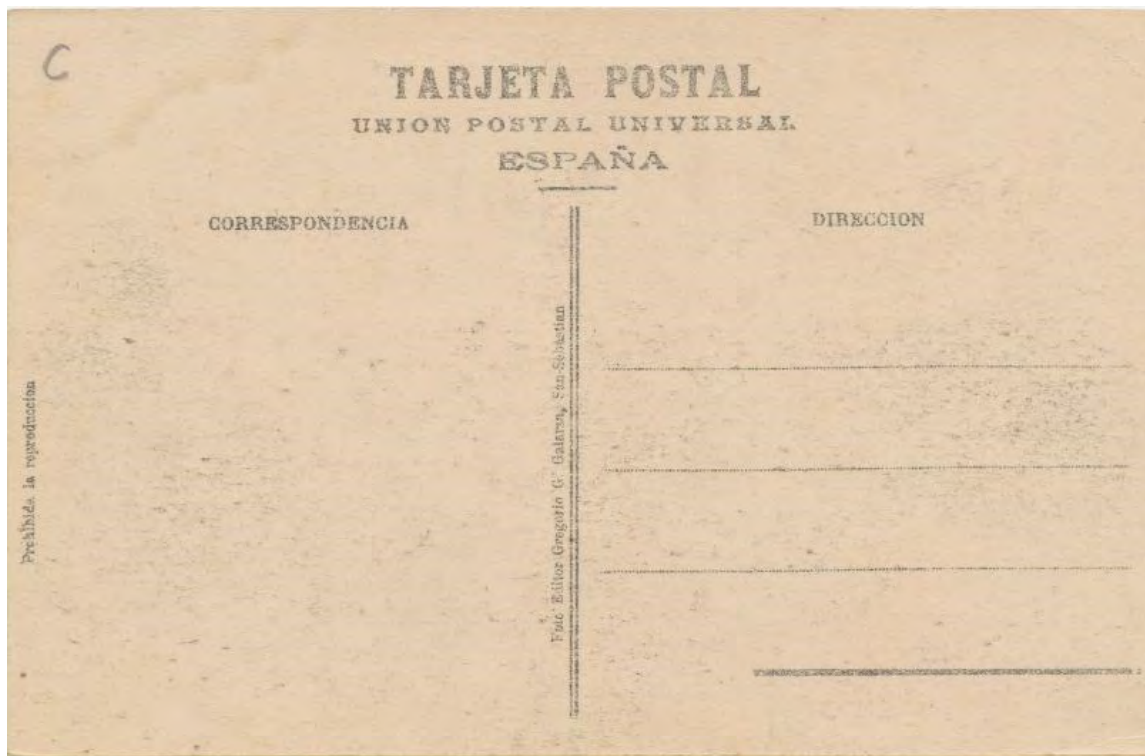 C
TARJETA POSTAL
UNION POSTAL UNIVERSAL
ESPAÑA
CORRESPONDENCIA
DIRECCION
Prohibida la reproduccion
Foto Editor Gregorio G. Galarza, San-Sebastian